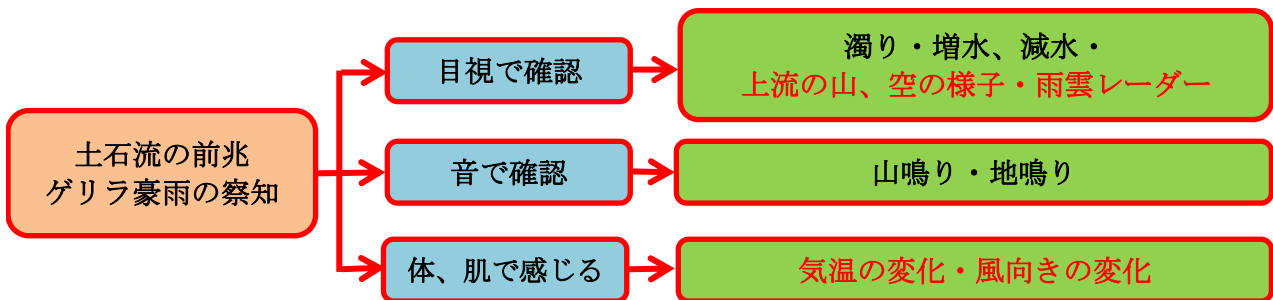 土石流の前兆
ゲリラ豪雨の察知
目視で確認
濁り・増水、減水・
上流の山、空の様子・雨雲レーダー
音で確認
山鳴り・地鳴り
体、肌で感じる
気温の変化・風向きの変化